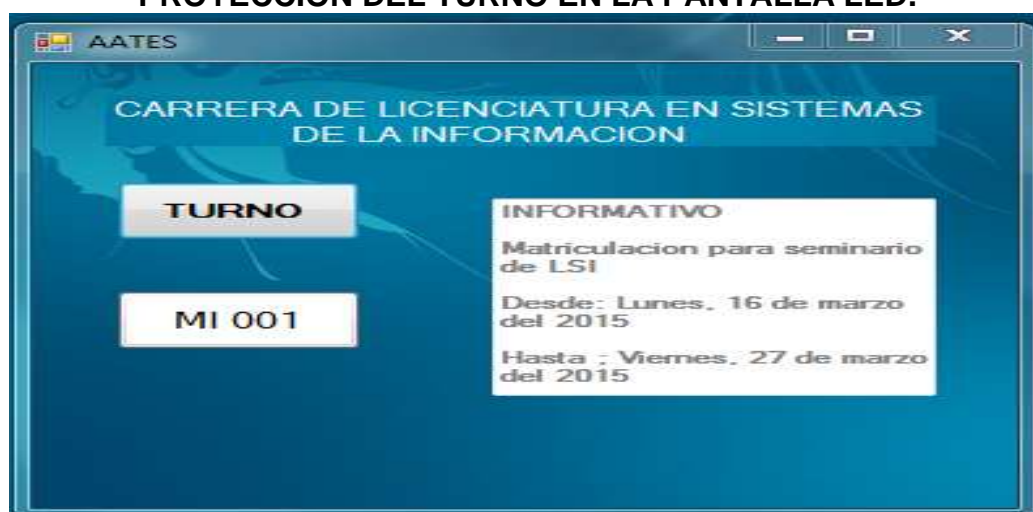 PROYECCIÓN DEL TURNO EN LA PANTALLA LED.
AATES
CARRERA DE LICENCIATURA EN SISTEMAS
DE LA INFORMACION
TURNO
MI 001
INFORMATIVO
Matriculacion para seminario
de LSI
Desde: Lunes, 16 de marzo
del 2015
Hasta : Viernes, 27 de marzo
del 2015